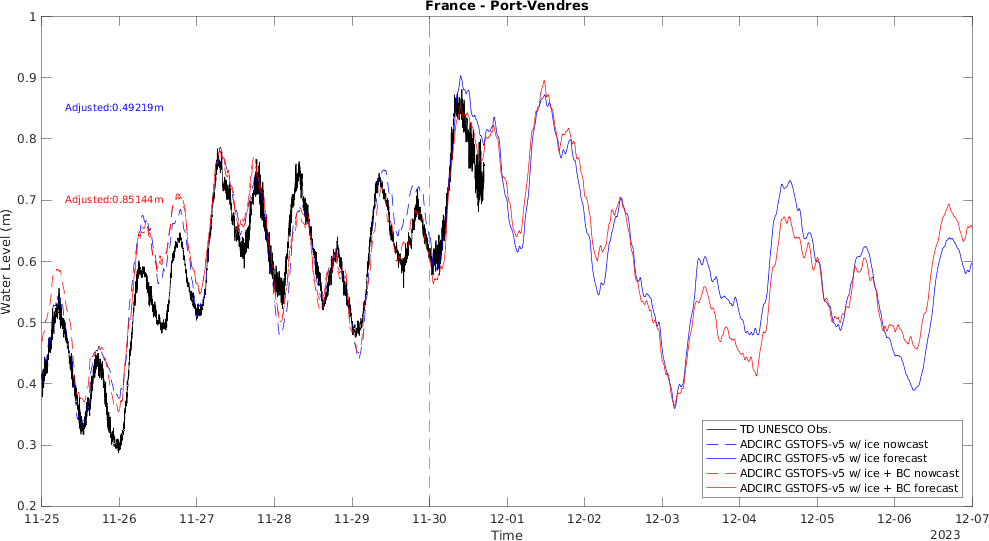 France - Port-Vendres
Water Level (m)
1
0.9
0.8
0.7
0.6
0.5
0.4
0.3
0.2
Adjusted:0.49219m
Adjusted:0.85144m
TD UNESCO Obs.
ADCIRC GSTOFS-v5 w/ ice nowcast
ADCIRC GSTOFS-v5 w/ ice forecast
ADCIRC GSTOFS-v5 w/ ice + BC nowcast
ADCIRC GSTOFS-v5 w/ ice + BC forecast
11-25 11-26 11-27 11-28 11-29 11-30 12-01 12-02 12-03 12-04 12-05 12-06 12-07
Time
2023